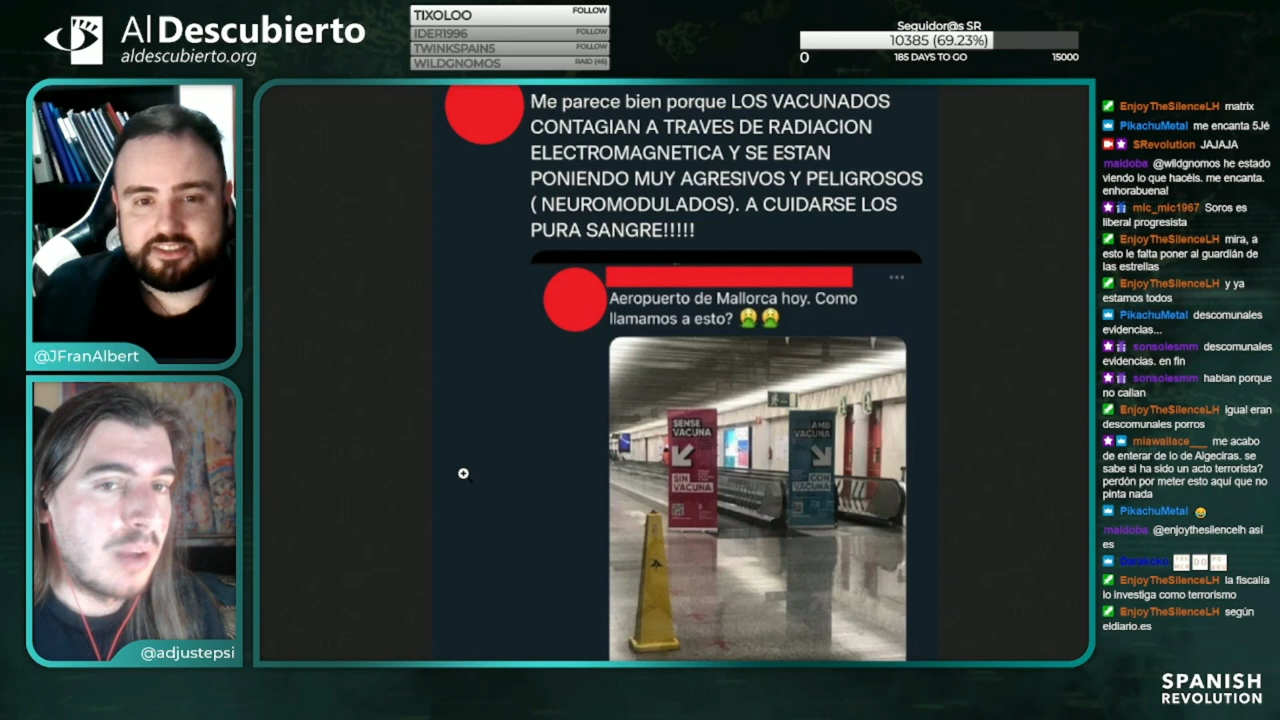 Al Descubierto
aldescubierto.org
TIXOLOO FOLLOW
IDER1996 FOLLOW
TWINKSPAINS FOLLOW
WILDGNOMOS RAID (46)
Seguidor@s SR
10385 (69.23%)
0 185 DAYS TO GO 15000
@JFranAlbert
@adjustepsi
Me parece bien porque LOS VACUNADOS
CONTAGIAN A TRAVES DE RADIACION
ELECTROMAGNETICA Y SE ESTAN
PONIENDO MUY AGRESIVOS Y PELIGROSOS
( NEUROMODULADOS). A CUIDARSE LOS
PURA SANGRE!!!!!
Aeropuerto de Mallorca hoy. Como
llamamos a esto? 🤮🤮
SENSE
VACUNA
SIN
VACUNA
AMB
VACUNA
CON
VACUNA
EnjoyTheSilenceLH matrix
PikachuMetal me encanta 5Jé
SRevolution JAJAJA
maidoba @wildgnomos he estado
viendo lo que hacéis. me encanta.
enhorabuena!
mic_mic1967 Soros es
liberal progresista
EnjoyTheSilenceLH mira, a
esto le falta poner al guardián de
las estrellas
EnjoyTheSilenceLH y ya
estamos todos
PikachuMetal descomunales
evidencias...
sonsolesmm descomunales
evidencias. en fin
sonsolesmm hablan porque
no callan
EnjoyTheSilenceLH Igual eran
descomunales porros
miawallace___ me acabo
de enterar de lo de Algeciras. se
sabe si ha sido un acto terrorista?
perdón por meter esto aquí que no
pinta nada
PikachuMetal 😂
maidoba @enjoythesilencelh así
es
EnjoyTheSilenceLH la fiscalía
lo investiga como terrorismo
EnjoyTheSilenceLH según
eldiario.es
SPANISH
REVOLUTION